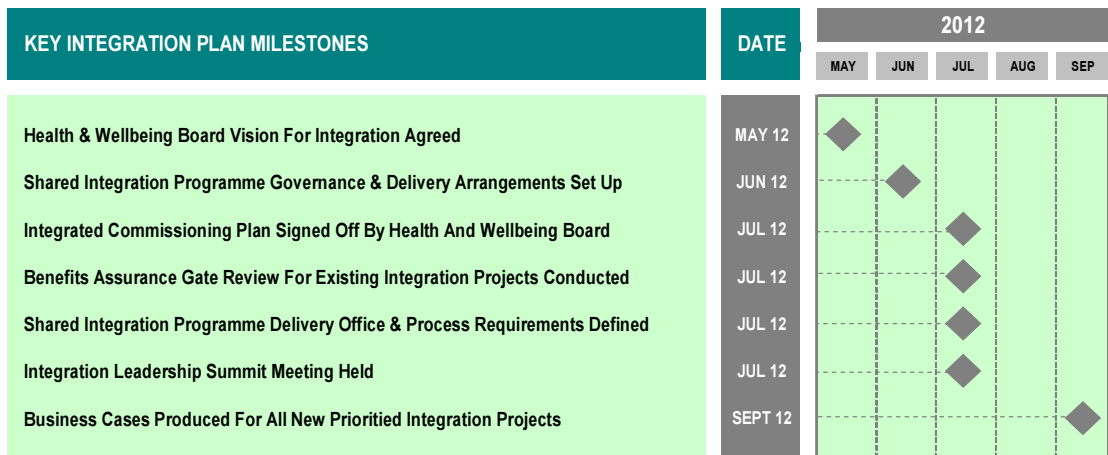 KEY INTEGRATION PLAN MILESTONES DATE 2012
MAY JUN JUL AUG SEP
Health & Wellbeing Board Vision For Integration Agreed MAY 12
Shared Integration Programme Governance & Delivery Arrangements Set Up JUN 12
Integrated Commissioning Plan Signed Off By Health And Wellbeing Board JUL 12
Benefits Assurance Gate Review For Existing Integration Projects Conducted JUL 12
Shared Integration Programme Delivery Office & Process Requirements Defined JUL 12
Integration Leadership Summit Meeting Held JUL 12
Business Cases Produced For All New Prioritied Integration Projects SEPT 12